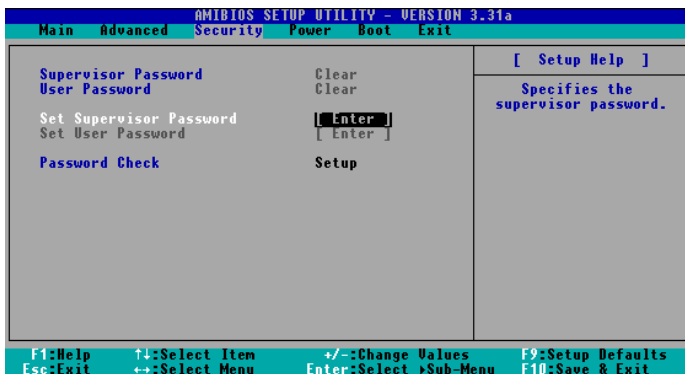 AMIBIOS SETUP UTILITY - VERSION 3.31a
Main Advanced Security Power Boot Exit
Supervisor Password Clear
User Password Clear
Set Supervisor Password [ Enter ]
Set User Password [ Enter ]
Password Check Setup
[ Setup Help ]
Specifies the
supervisor password.
F1:Help ↑↓:Select Item +/-:Change Values F9:Setup Defaults
Esc:Exit ←→:Select Menu Enter:Select ▸Sub-Menu F10:Save & Exit